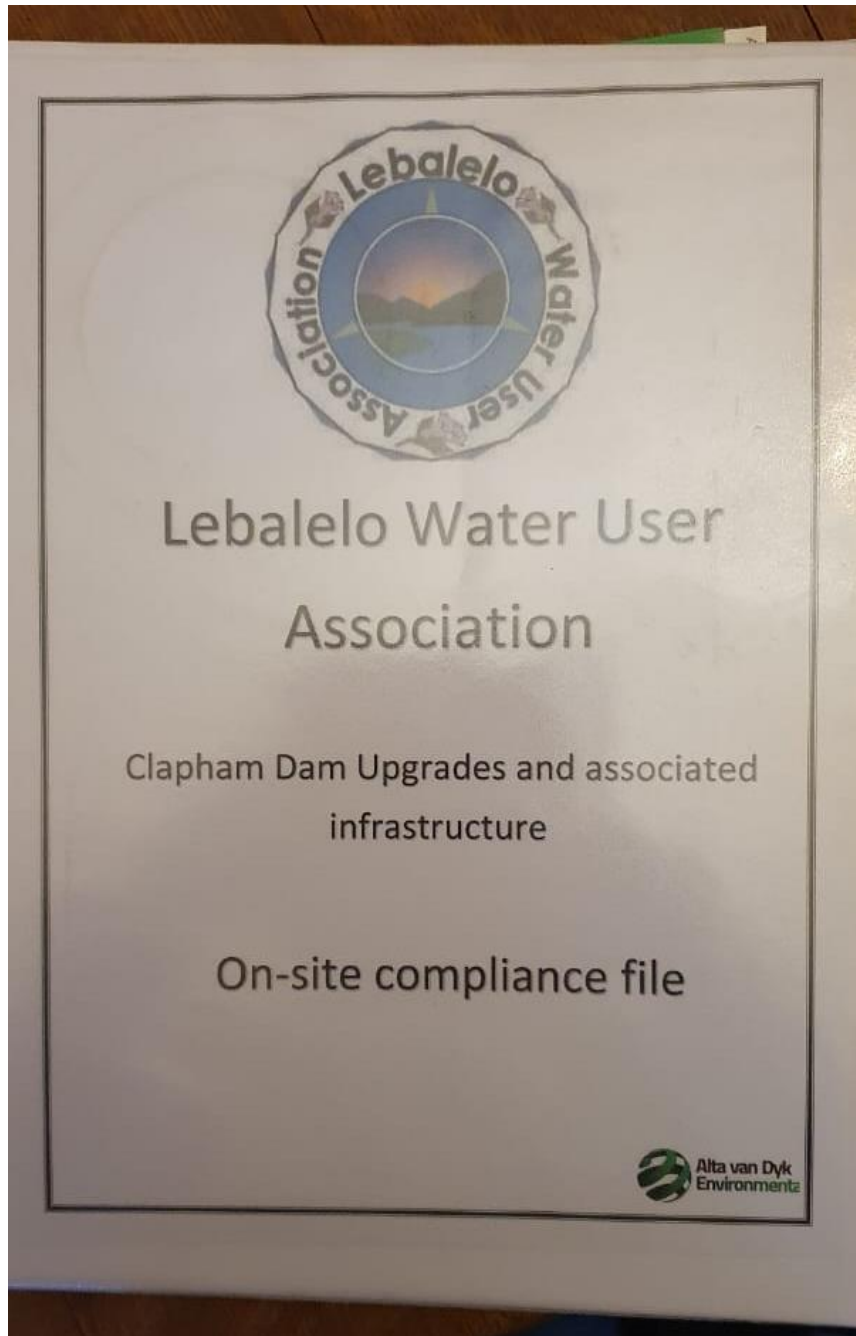 Lebalelo Water User Association
Lebalelo Water User
Association
Clapham Dam Upgrades and associated
infrastructure
On-site compliance file
Alta van Dyk
Environmenta